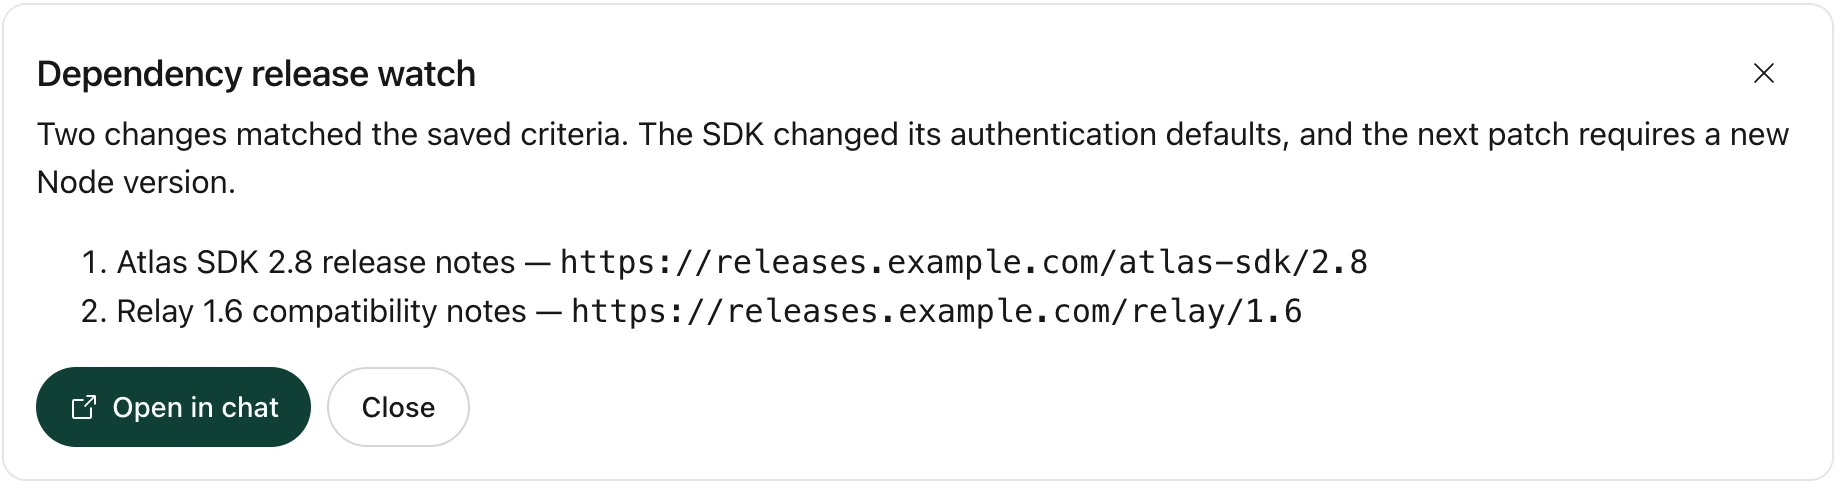 Dependency release watch
Two changes matched the saved criteria. The SDK changed its authentication defaults, and the next patch requires a new
Node version.
1. Atlas SDK 2.8 release notes — https://releases.example.com/atlas-sdk/2.8
2. Relay 1.6 compatibility notes — https://releases.example.com/relay/1.6
Open in chat
Close